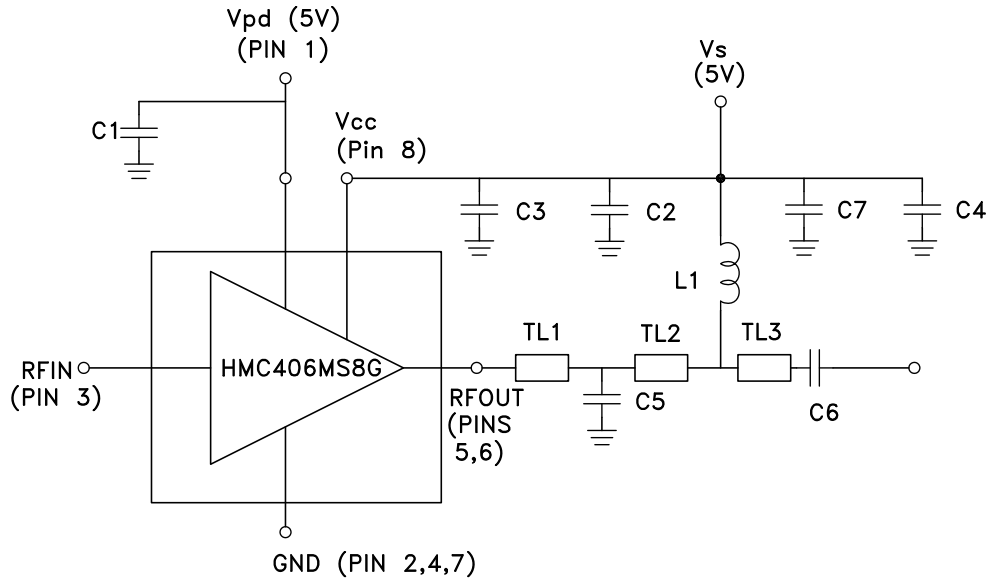 Vpd (5V)
(PIN 1)
Vs
(5V)
C1
Vcc
(Pin 8)
C3
C2
C7
C4
L1
TL1
TL2
TL3
RFIN
(PIN 3)
HMC406MS8G
RFOUT
(PINS
5,6)
C5
C6
GND (PIN 2,4,7)